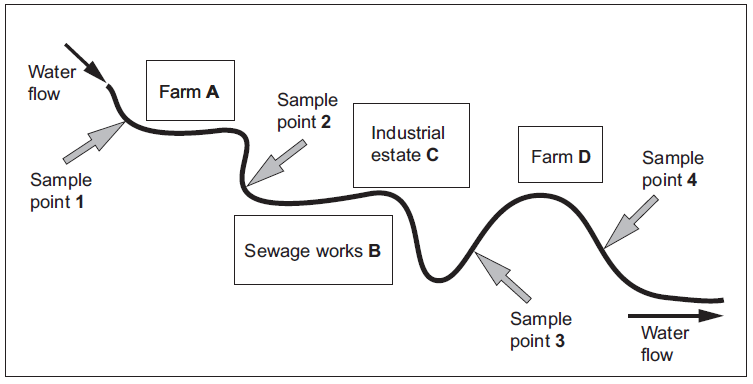 Water
flow
Farm A
Sample
point 1
Sample
point 2
Sewage works B
Industrial
estate C
Sample
point 3
Farm D
Sample
point 4
Water
flow